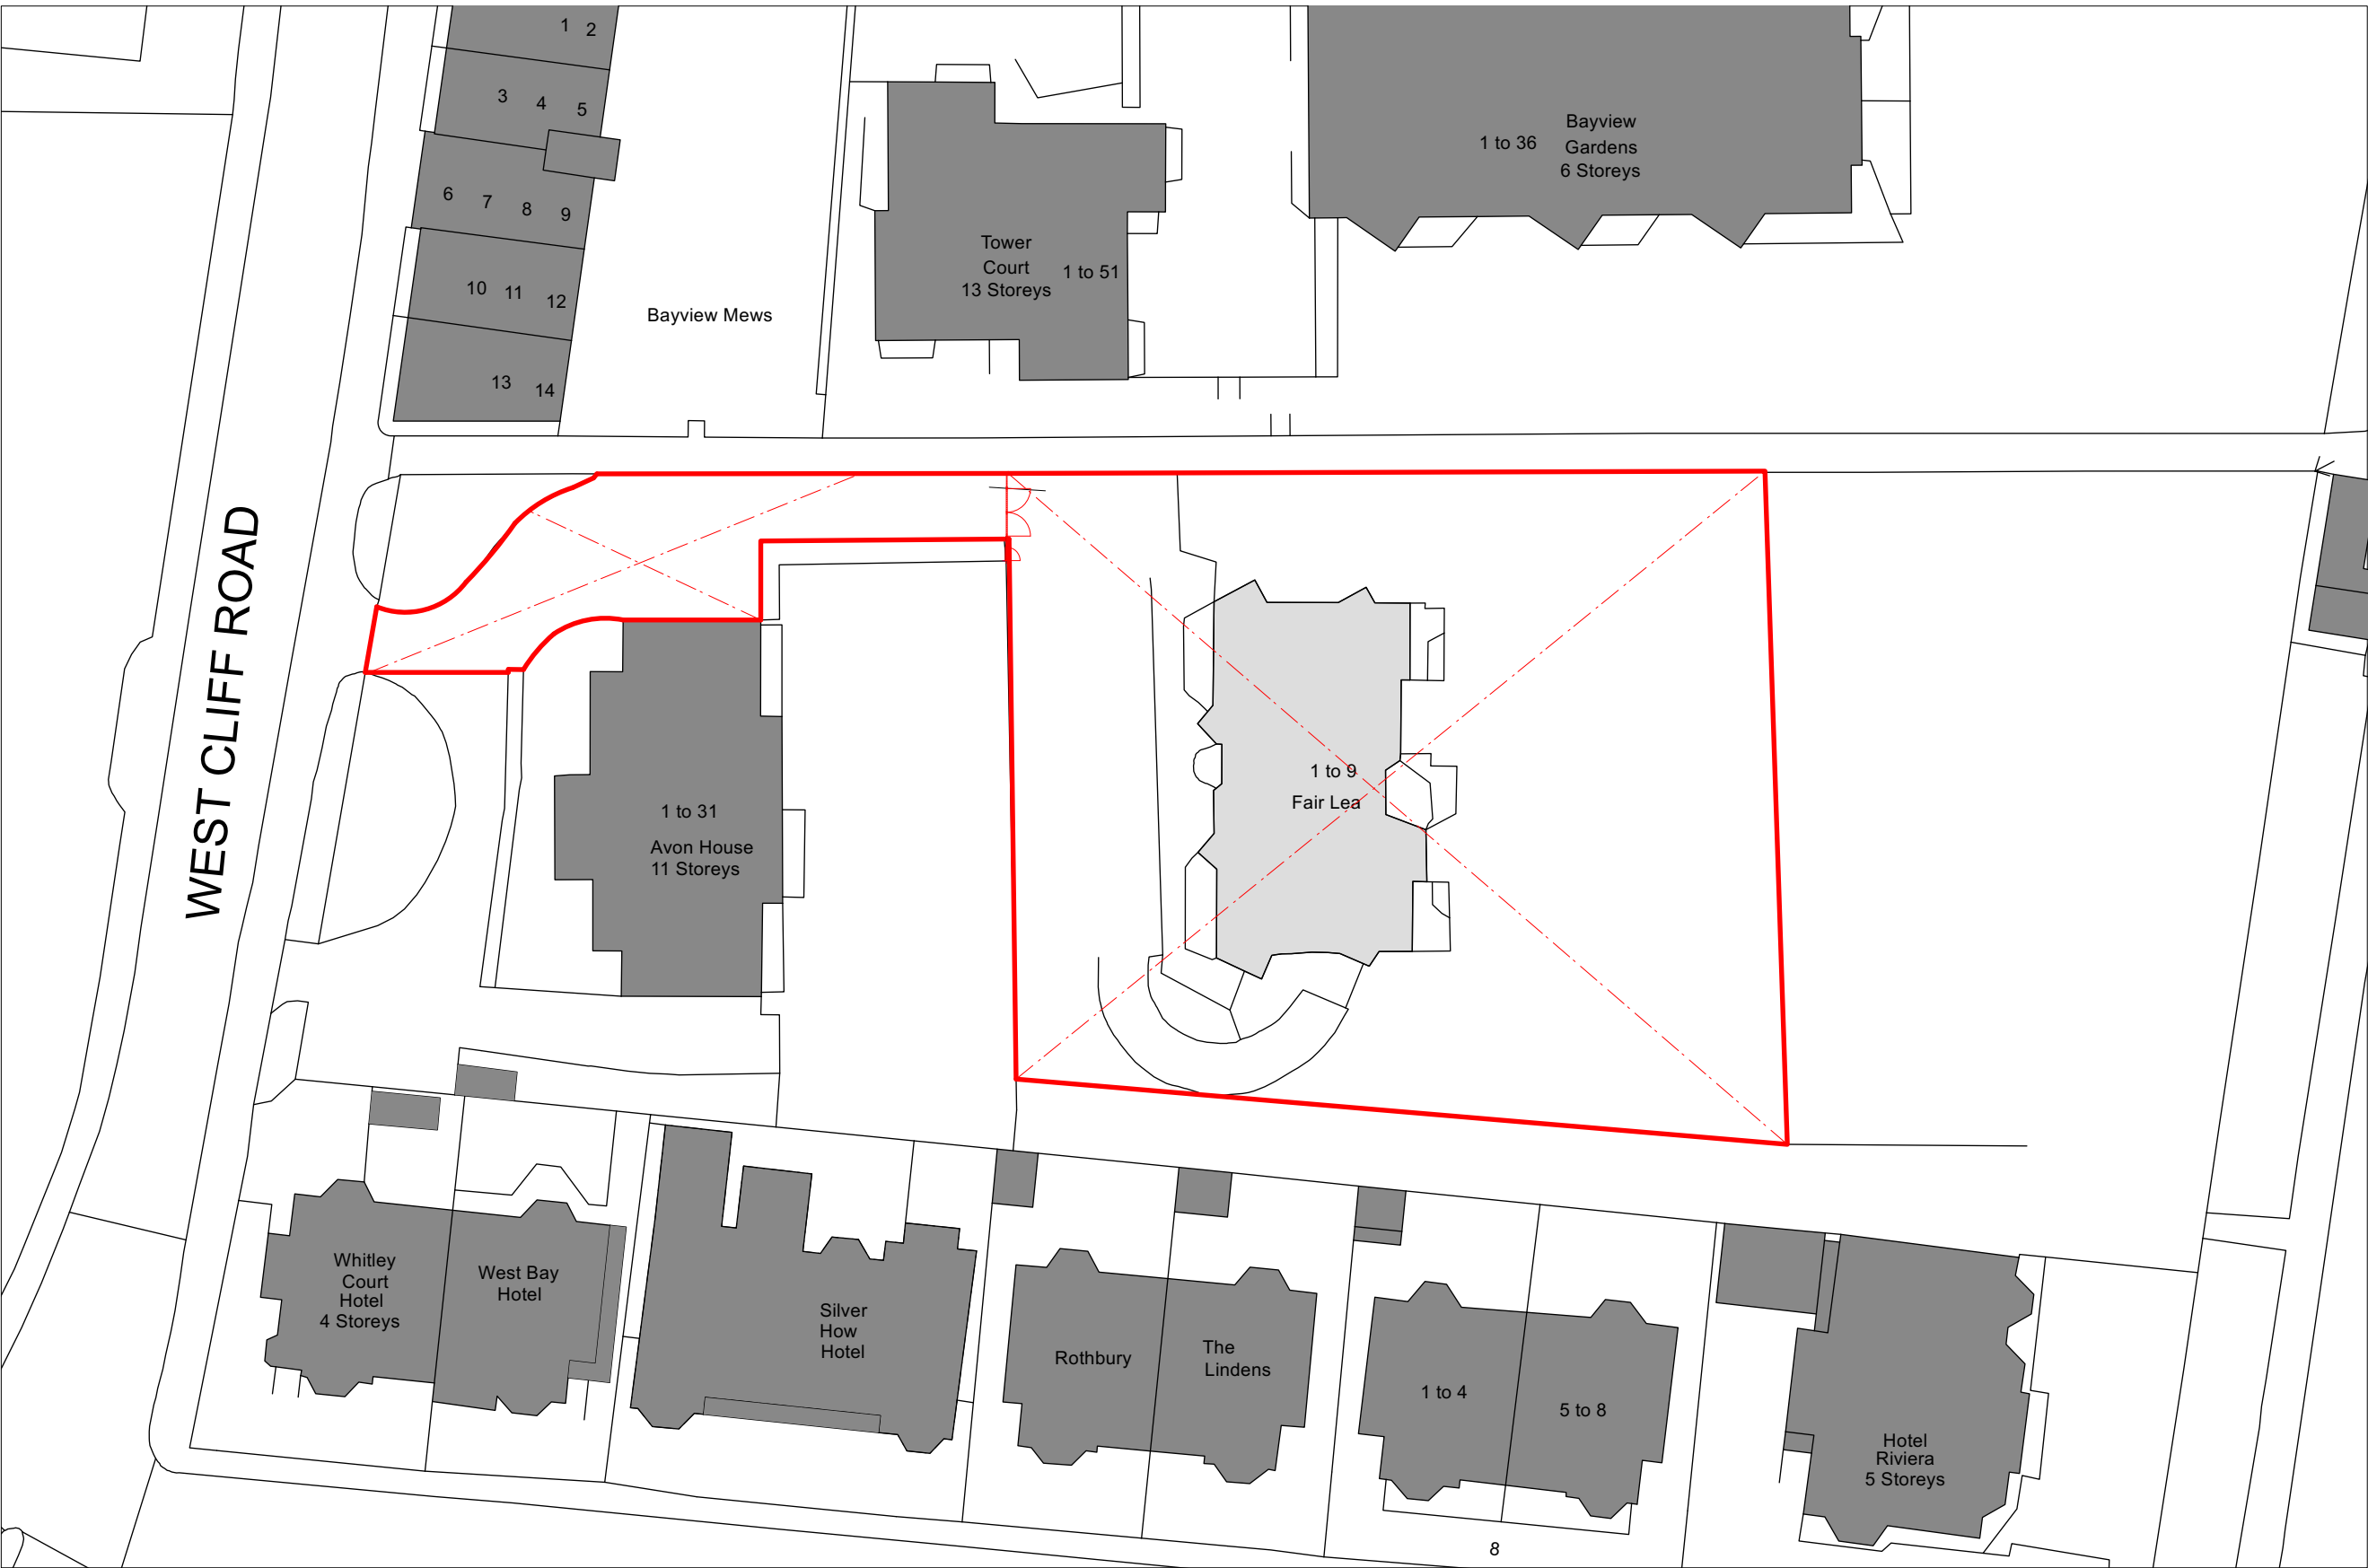 1 2
3 4 5
6 7 8 9
10 11 12
13 14
Bayview Mews
Tower
Court
13 Storeys
1 to 51
1 to 36
Bayview
Gardens
6 Storeys
WEST CLIFF ROAD
1 to 31
Avon House
11 Storeys
1 to 9
Fair Lea
Whitley
Court
Hotel
4 Storeys
West Bay
Hotel
Silver
How
Hotel
Rothbury
The
Lindens
1 to 4
5 to 8
8
Hotel
Riviera
5 Storeys